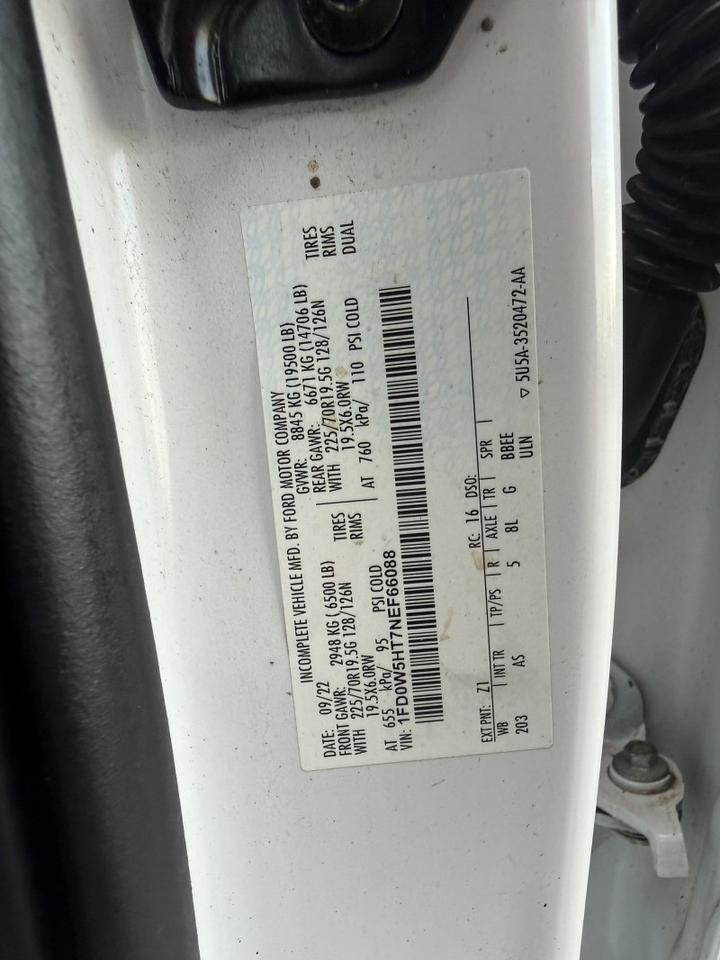 INCOMPLETE VEHICLE MFD. BY FORD MOTOR COMPANY
DATE: 09/22 GVWR: 8845 KG (19500 LB)
FRONT GAWR: 2948 KG ( 6500 LB) REAR GAWR: 6671 KG (14706 LB)
WITH 225/70R19.5G 128/126N TIRES WITH 225/70R19.5G 128/126N TIRES
19.5X6.0RW RIMS 19.5X6.0RW RIMS
AT 655 kPa/ 95 PSI COLD AT 760 kPa/ 110 PSI COLD DUAL
VIN: 1FD0W5HT7NEF66088
EXT PNT: Z1 RC: 16 DSO:
WB INT TR TP/PS R AXLE TR SPR
203 AS 5 8L G BBEE
ULN ▽ 5U5A-3520472-AA